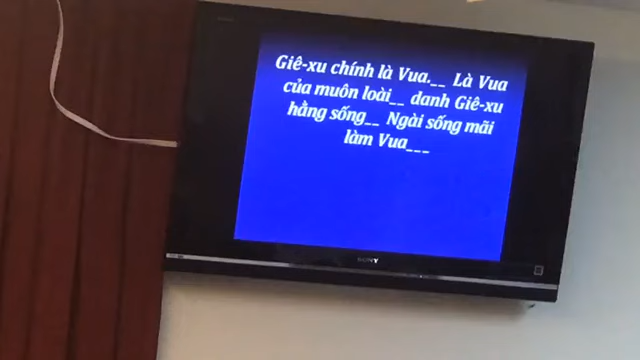 Giê-xu chính là Vua.__ Là Vua
của muôn loài__ danh Giê-xu
hằng sống__ Ngài sống mãi
làm Vua___
SONY